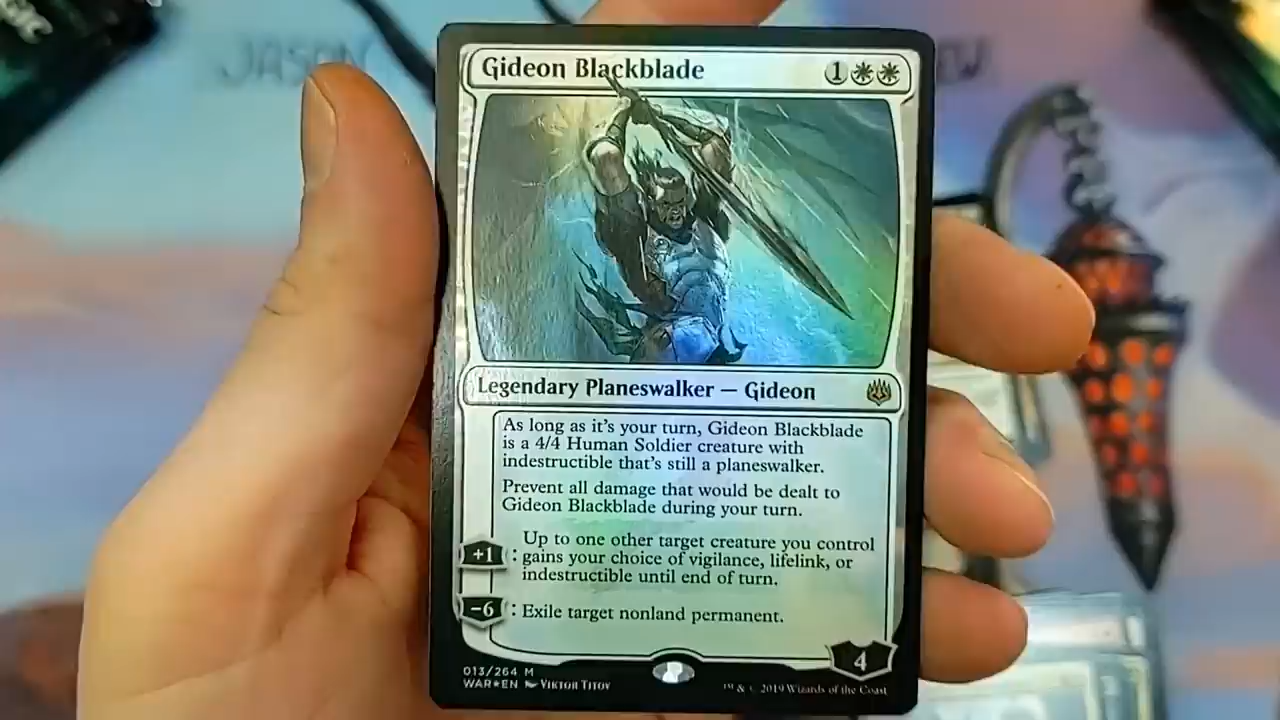 JASON
Gideon Blackblade 1
Legendary Planeswalker — Gideon
As long as it's your turn, Gideon Blackblade
is a 4/4 Human Soldier creature with
indestructible that's still a planeswalker.
Prevent all damage that would be dealt to
Gideon Blackblade during your turn.
Up to one other target creature you control
+1 : gains your choice of vigilance, lifelink, or
indestructible until end of turn.
−6 : Exile target nonland permanent.
4
013/264 M
WAR★EN Viktor Titov
™ & © 2019 Wizards of the Coast